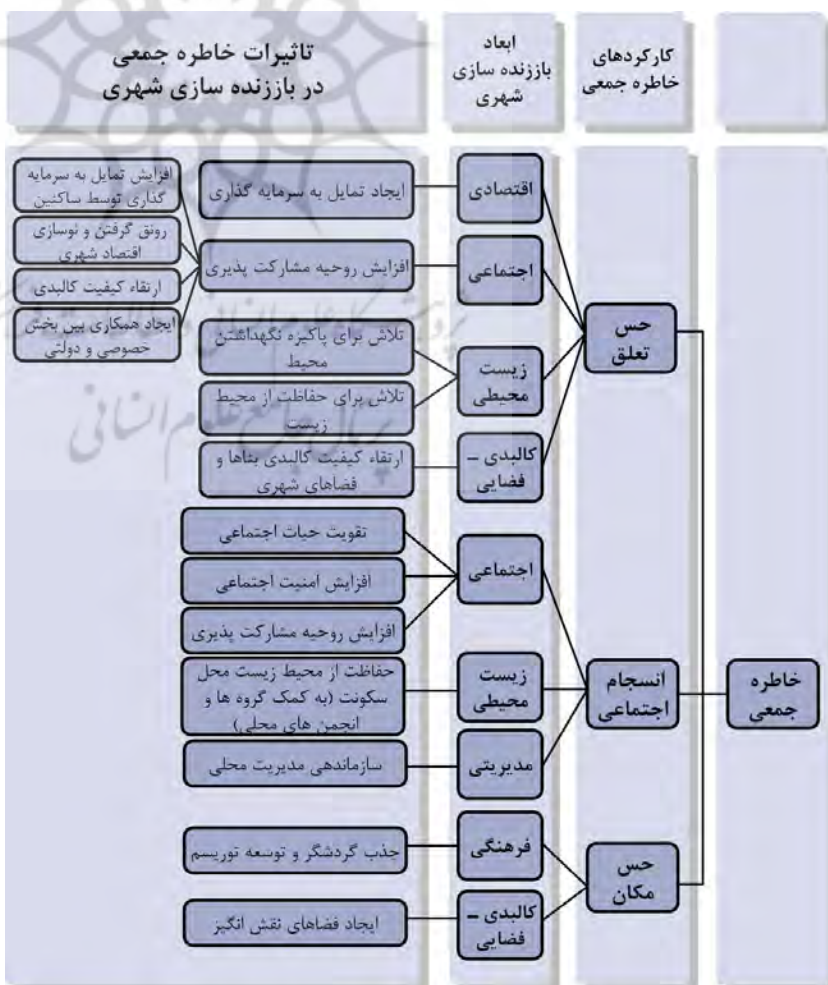 کارکردهای
خاطره جمعی
ابعاد
باززنده سازی
شهری
تاثیرات خاطره جمعی
در باززنده سازی شهری
خاطره
جمعی
حس
تعلق
اقتصادی
ایجاد تمایل به سرمایه گذاری
اجتماعی
افزایش روحیه مشارکت پذیری
افزایش تمایل به سرمایه
گذاری توسط ساکنین
رونق گرفتن و نوسازی
اقتصاد شهری
ارتقاء کیفیت کالبدی
ایجاد همکاری بین بخش
خصوصی و دولتی
زیست
محیطی
تلاش برای پاکیزه نگهداشتن
محیط
تلاش برای حفاظت از محیط
زیست
کالبدی –
فضایی
ارتقاء کیفیت کالبدی بناها و
فضاهای شهری
انسجام
اجتماعی
اجتماعی
تقویت حیات اجتماعی
افزایش امنیت اجتماعی
افزایش روحیه مشارکت پذیری
زیست
محیطی
حفاظت از محیط زیست محل
سکونت (به کمک گروه ها و
انجمن های محلی)
مدیریتی
سازماندهی مدیریت محلی
حس
مکان
فرهنگی
جذب گردشگر و توسعه توریسم
کالبدی –
فضایی
ایجاد فضاهای نقش انگیز
پرتال جامع علوم انسانی